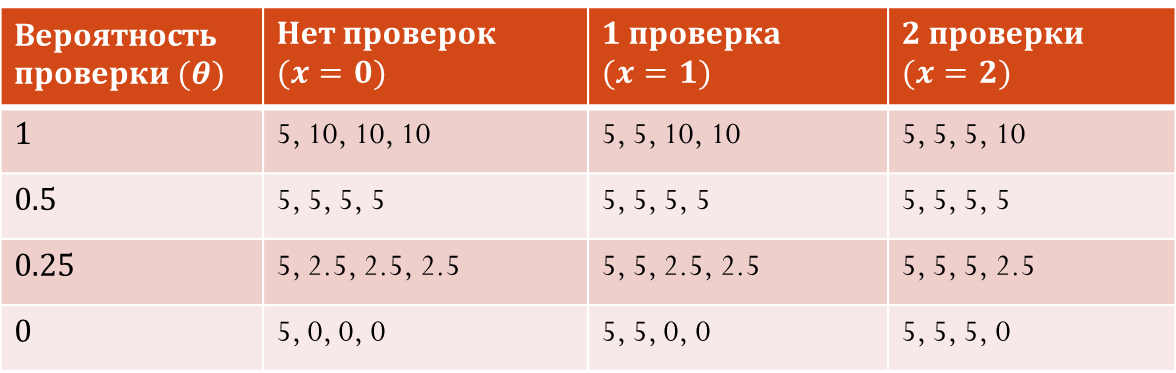 Вероятность проверки (θ) Нет проверок (x = 0) 1 проверка (x = 1) 2 проверки (x = 2)
1 5, 10, 10, 10 5, 5, 10, 10 5, 5, 5, 10
0.5 5, 5, 5, 5 5, 5, 5, 5 5, 5, 5, 5
0.25 5, 2.5, 2.5, 2.5 5, 5, 2.5, 2.5 5, 5, 5, 2.5
0 5, 0, 0, 0 5, 5, 0, 0 5, 5, 5, 0